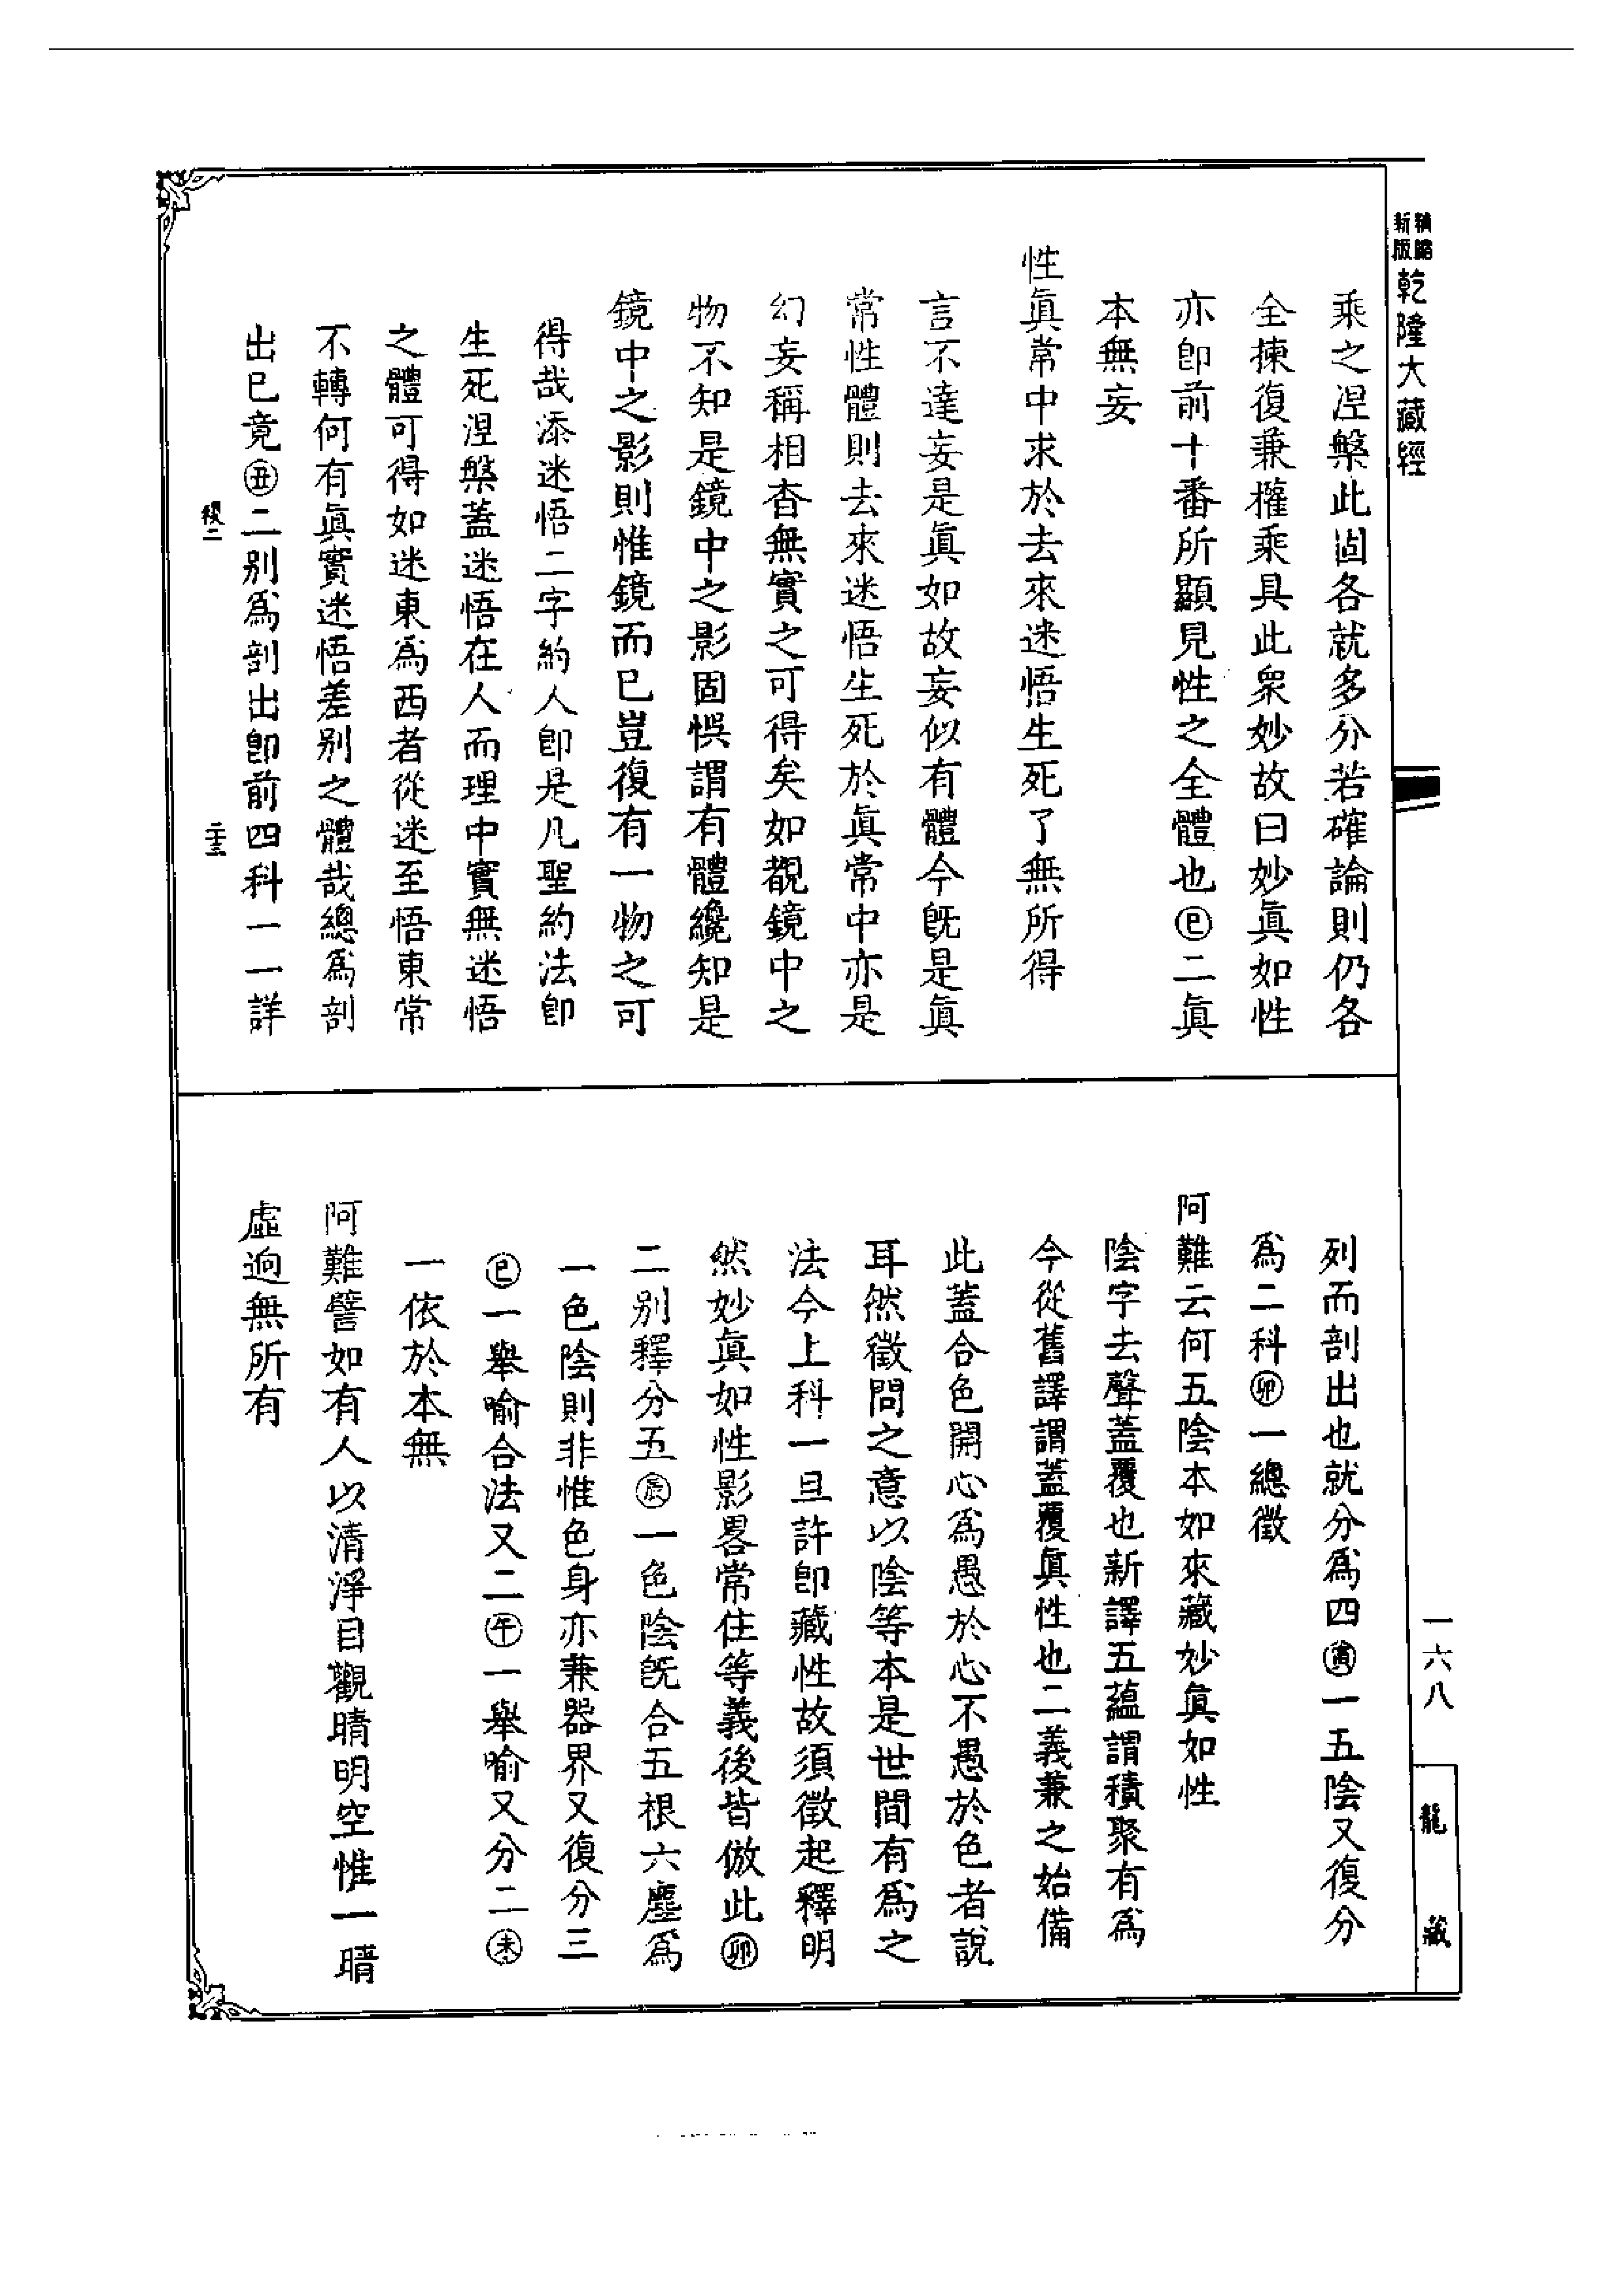 新版
精縮
乾隆大藏經
乘之涅槃此固各就多分若確論則仍各
全揀復兼權乘具此衆妙故曰妙眞如性
亦卽前十番所顯見性之全體也㊂二眞
本無妄
性眞常中求於去來迷悟生死了無所得
言不達妄是眞如故妄似有體今旣是眞
常性體則去來迷悟生死於眞常中亦是
幻妄稱相杳無實之可得矣如覩鏡中之
物不知是鏡中之影固悞謂有體纔知是
鏡中之影則惟鏡而已豈復有一物之可
得哉添迷悟二字約人卽是凡聖約法卽
生死涅槃蓋迷悟在人而理中實無迷悟
之體可得如迷東爲西者從迷至悟東常
不轉何有眞實迷悟差別之體哉總爲剖
出已竟丑二別爲剖出卽前四科一一詳
二十三
列而剖出也就分爲四寅一五陰又復分
爲二科卯一總徵
阿難云何五陰本如來藏妙眞如性
陰字去聲蓋覆也新譯五蘊謂積聚有爲
今從舊譯謂蓋覆眞性也二義兼之始備
此蓋合色開心爲愚於心不愚於色者說
耳然徵問之意以陰等本是世間有爲之
法今上科一旦許卽藏性故須徵起釋明
然妙眞如性影畧常住等義後皆倣此卯
二別釋分五辰一色陰旣合五根六塵爲
一色陰則非惟色身亦兼器界又復分三
巳一舉喻合法又二午一舉喻又分二未
一依於本無
阿難譬如有人以清淨目觀晴明空惟一晴
虛逈無所有
一六八
龍藏